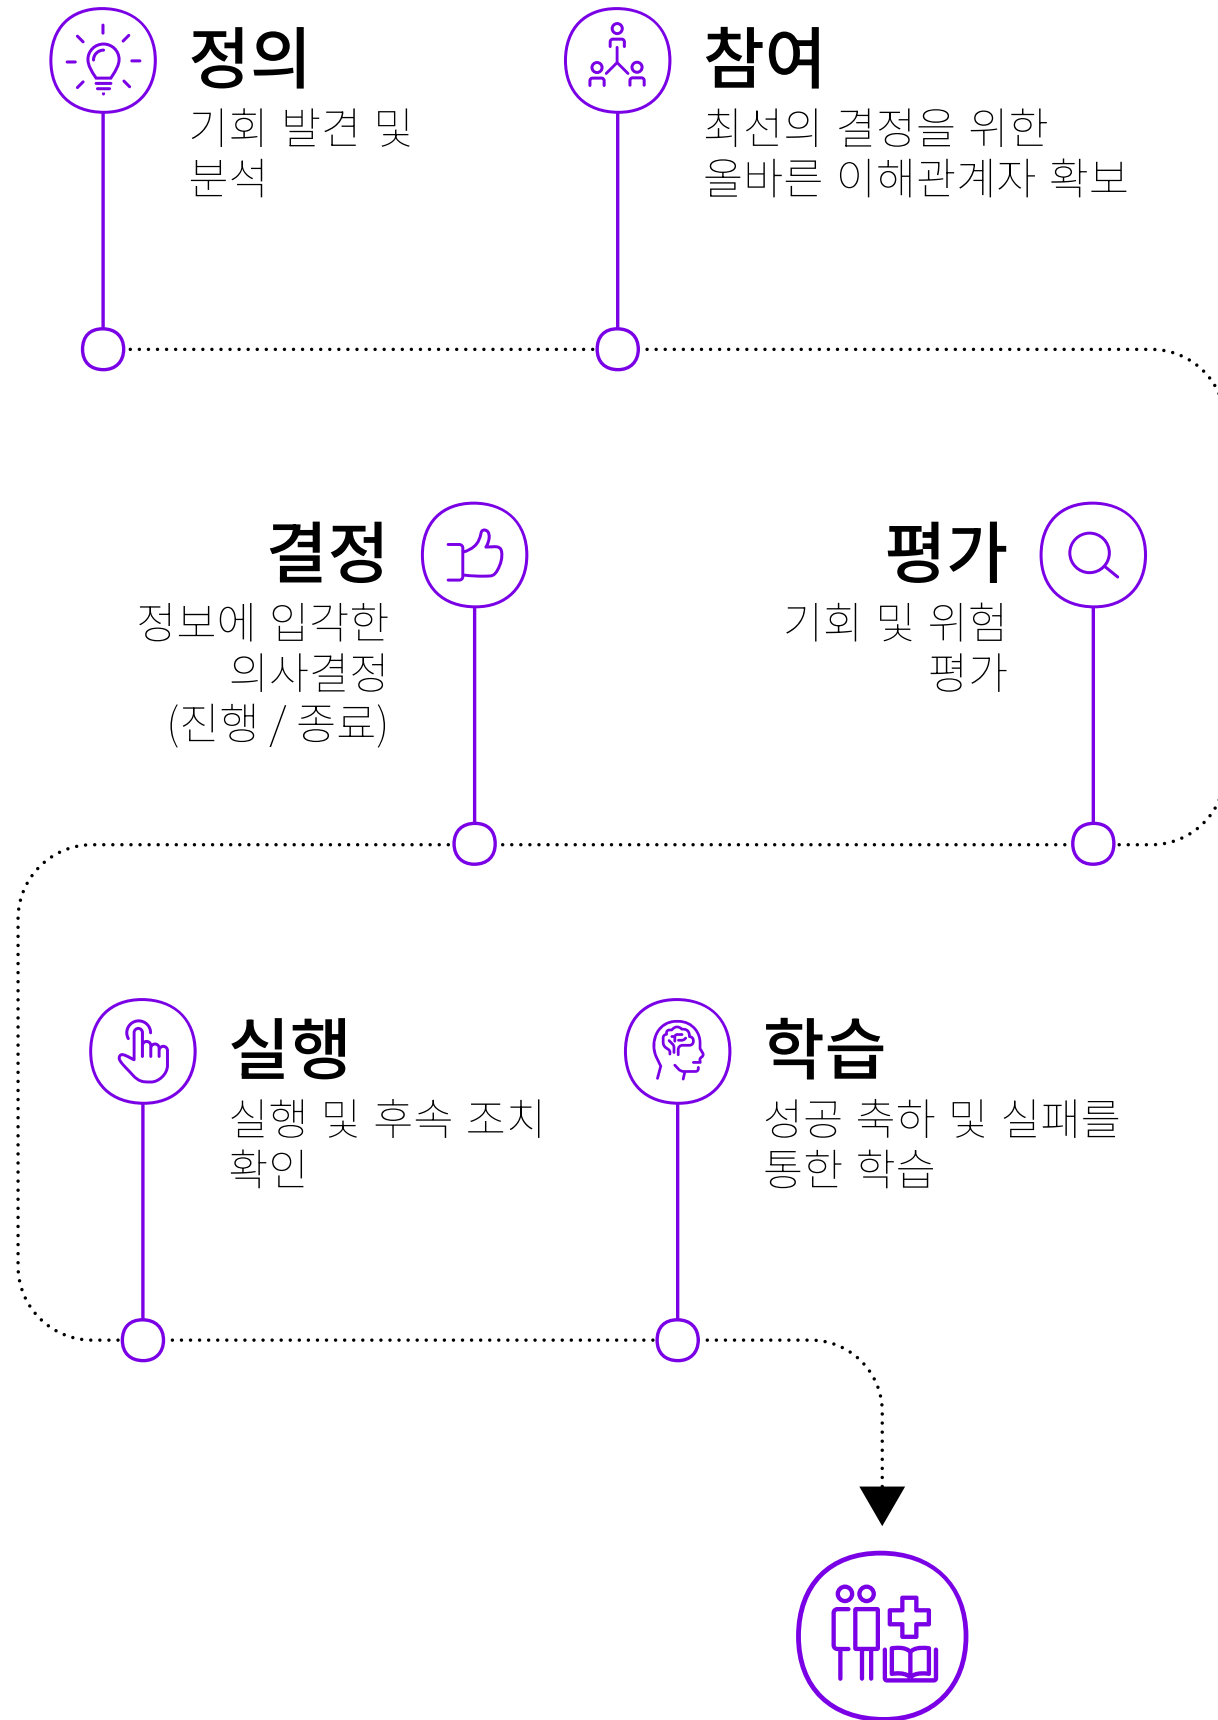 정의
기회 발견 및
분석
참여
최선의 결정을 위한
올바른 이해관계자 확보
평가
기회 및 위험
평가
결정
정보에 입각한
의사결정
(진행 / 종료)
실행
실행 및 후속 조치
확인
학습
성공 축하 및 실패를
통한 학습